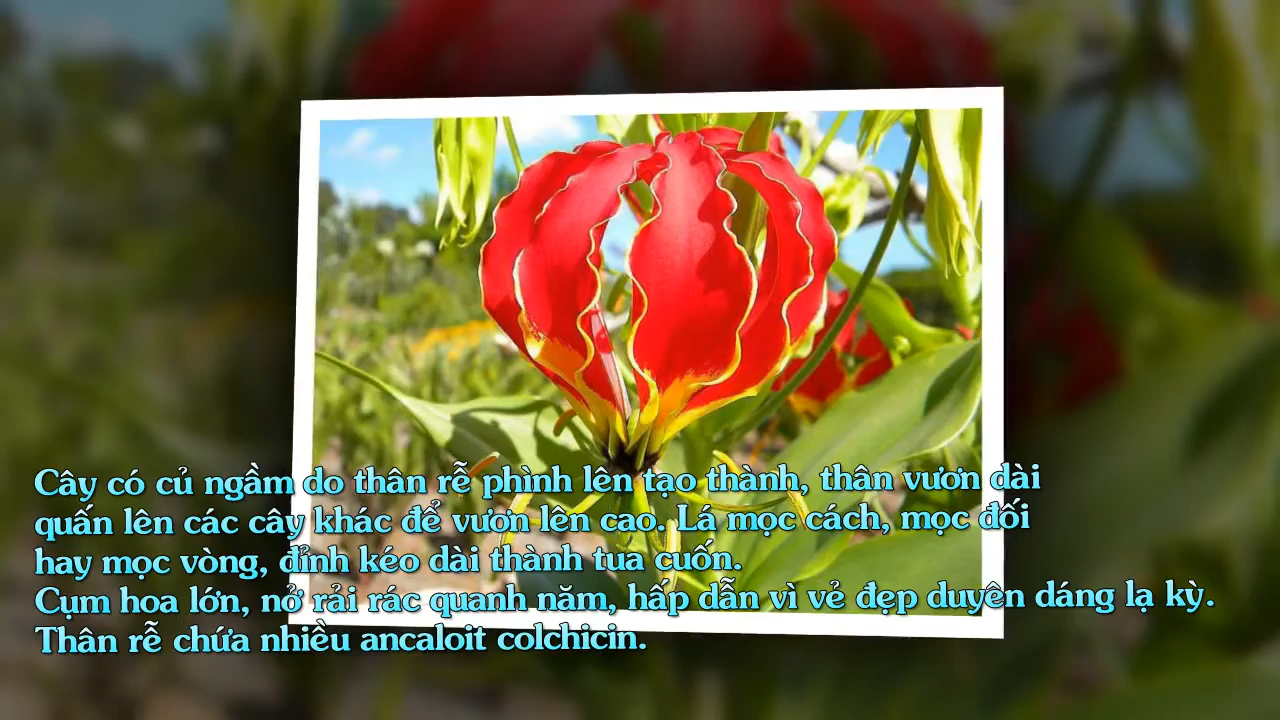 Cây có củ ngầm do thân rễ phình lên tạo thành, thân vươn dài
quấn lên các cây khác để vươn lên cao. Lá mọc cách, mọc đối
hay mọc vòng, đỉnh kéo dài thành tua cuốn.
Cụm hoa lớn, nở rải rác quanh năm, hấp dẫn vì vẻ đẹp duyên dáng lạ kỳ.
Thân rễ chứa nhiều ancaloit colchicin.